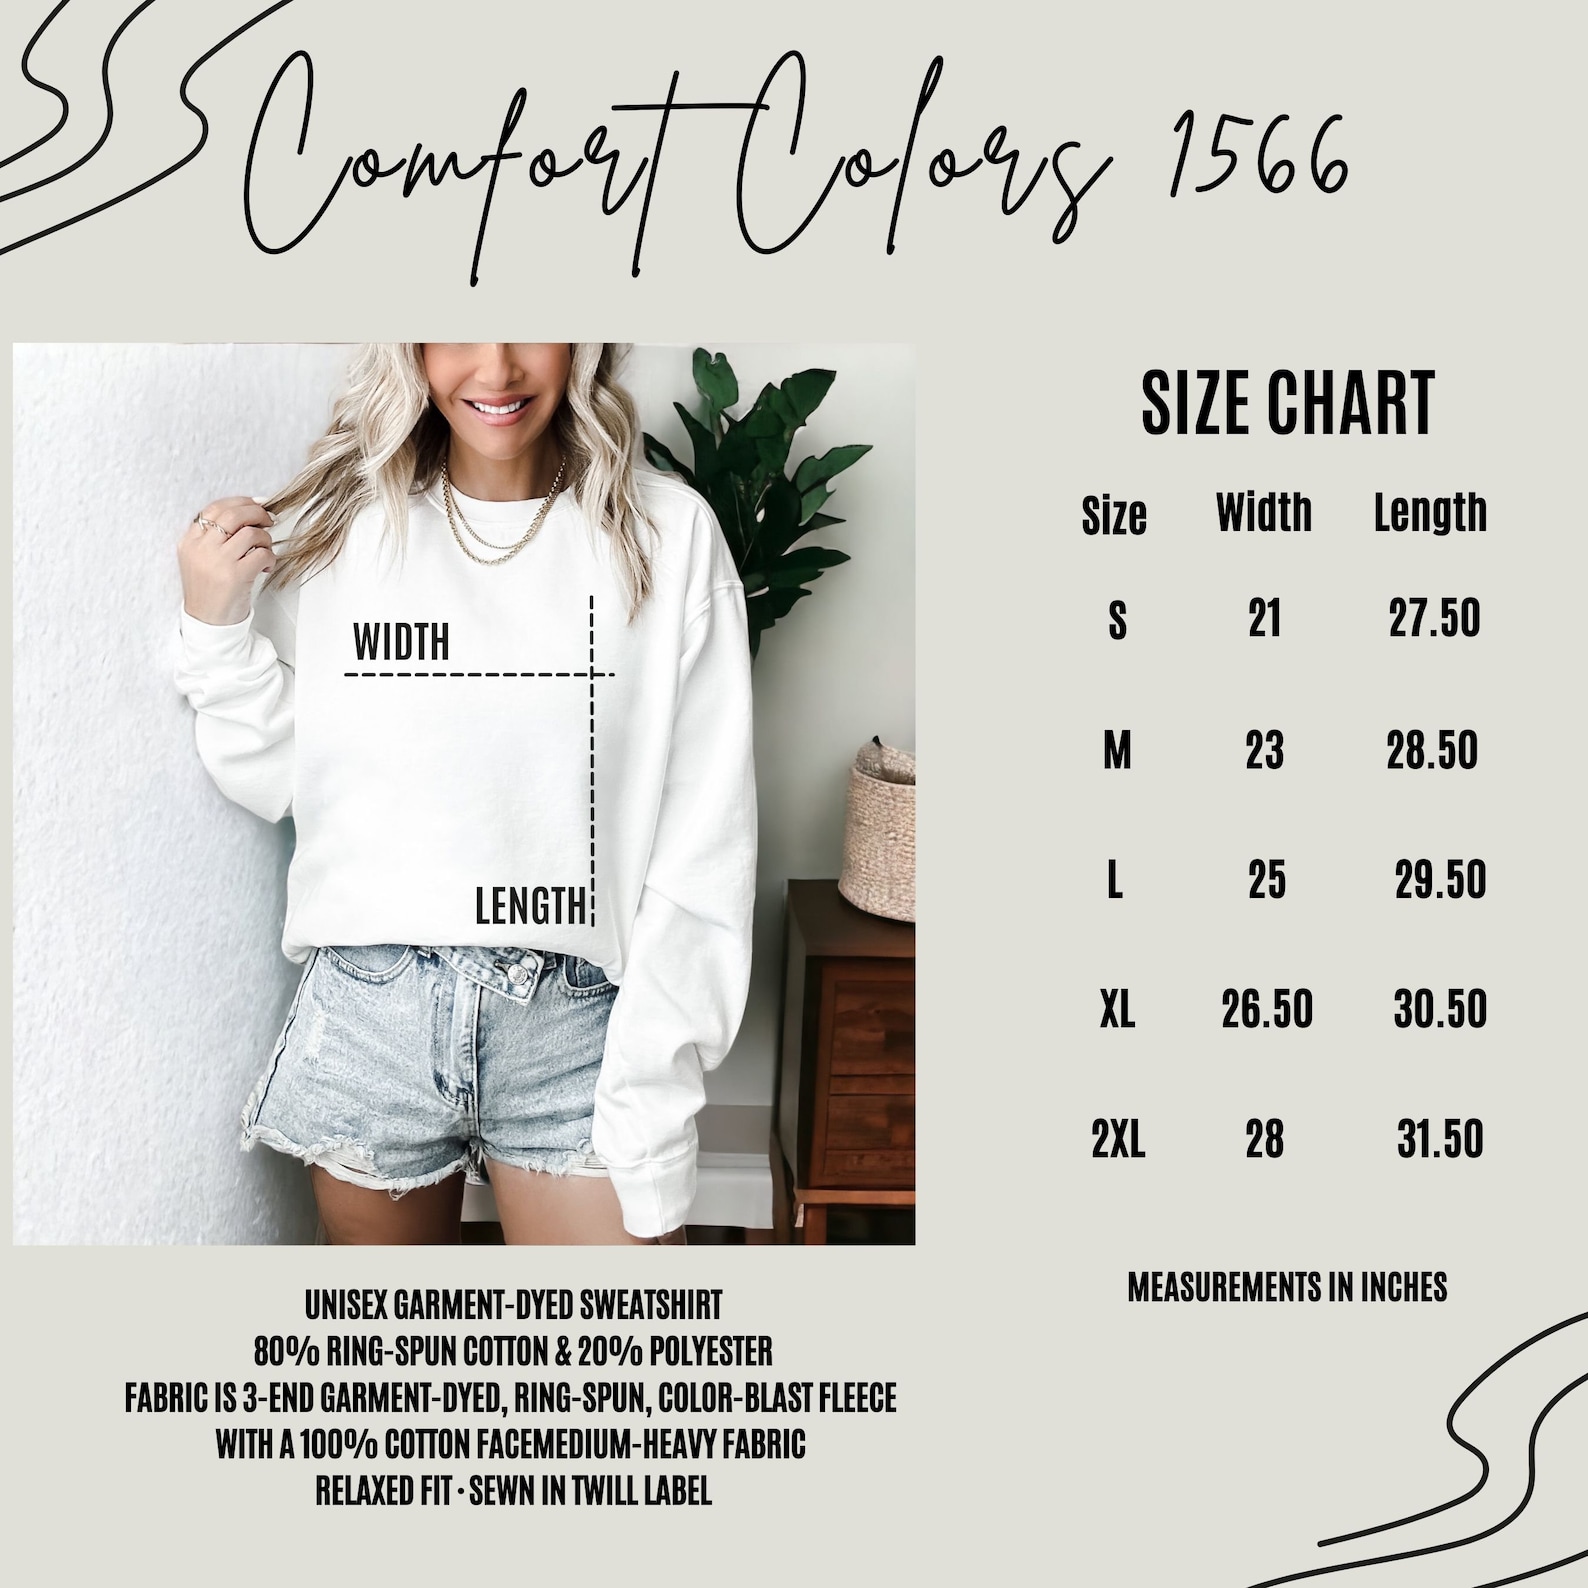 Comfort Colors 1566
WIDTH
LENGTH
SIZE CHART
Size Width Length
S 21 27.50
M 23 28.50
L 25 29.50
XL 26.50 30.50
2XL 28 31.50
MEASUREMENTS IN INCHES
UNISEX GARMENT-DYED SWEATSHIRT
80% RING-SPUN COTTON & 20% POLYESTER
FABRIC IS 3-END GARMENT-DYED, RING-SPUN, COLOR-BLAST FLEECE
WITH A 100% COTTON FACEMEDIUM-HEAVY FABRIC
RELAXED FIT · SEWN IN TWILL LABEL